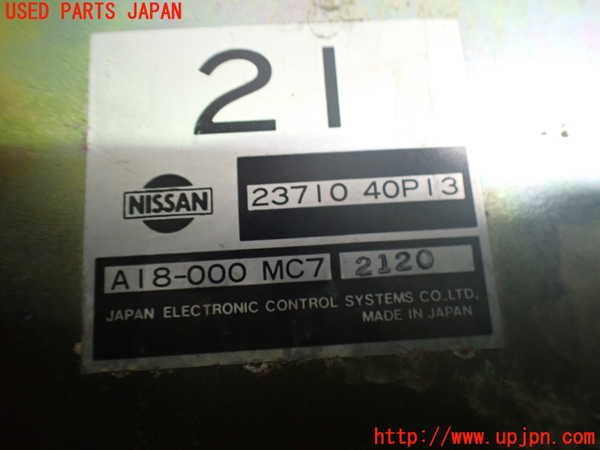 USED PARTS JAPAN
21
NISSAN
23710 40P13
A18-000 MC7 2120
JAPAN ELECTRONIC CONTROL SYSTEMS CO.,LTD.
MADE IN JAPAN
UPJ
http://www.upjpn.com/